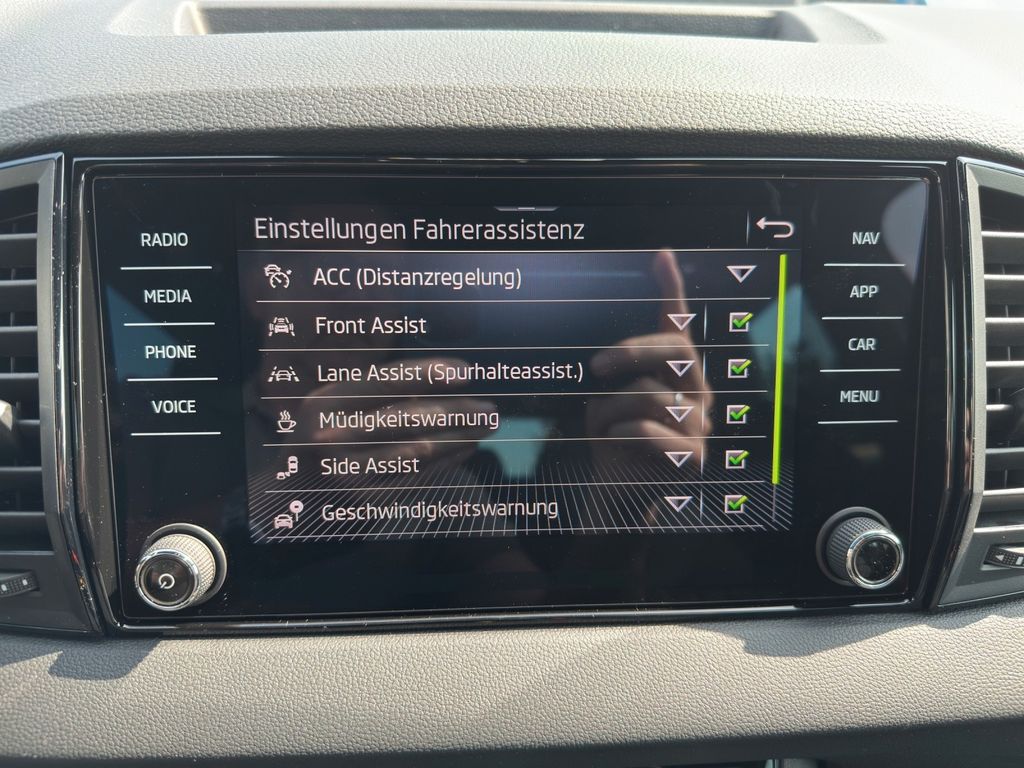 RADIO
MEDIA
PHONE
VOICE
Einstellungen Fahrerassistenz
ACC (Distanzregelung)
Front Assist
Lane Assist (Spurhalteassist.)
Müdigkeitswarnung
Side Assist
Geschwindigkeitswarnung
NAV
APP
CAR
MENU